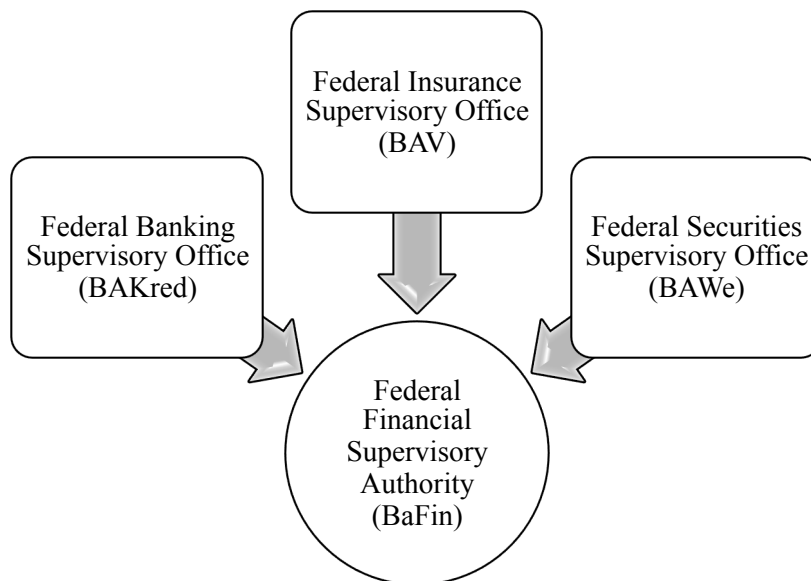 Federal Insurance
Supervisory Office
(BAV)
Federal Banking
Supervisory Office
(BAKred)
Federal Securities
Supervisory Office
(BAWe)
Federal
Financial
Supervisory
Authority
(BaFin)